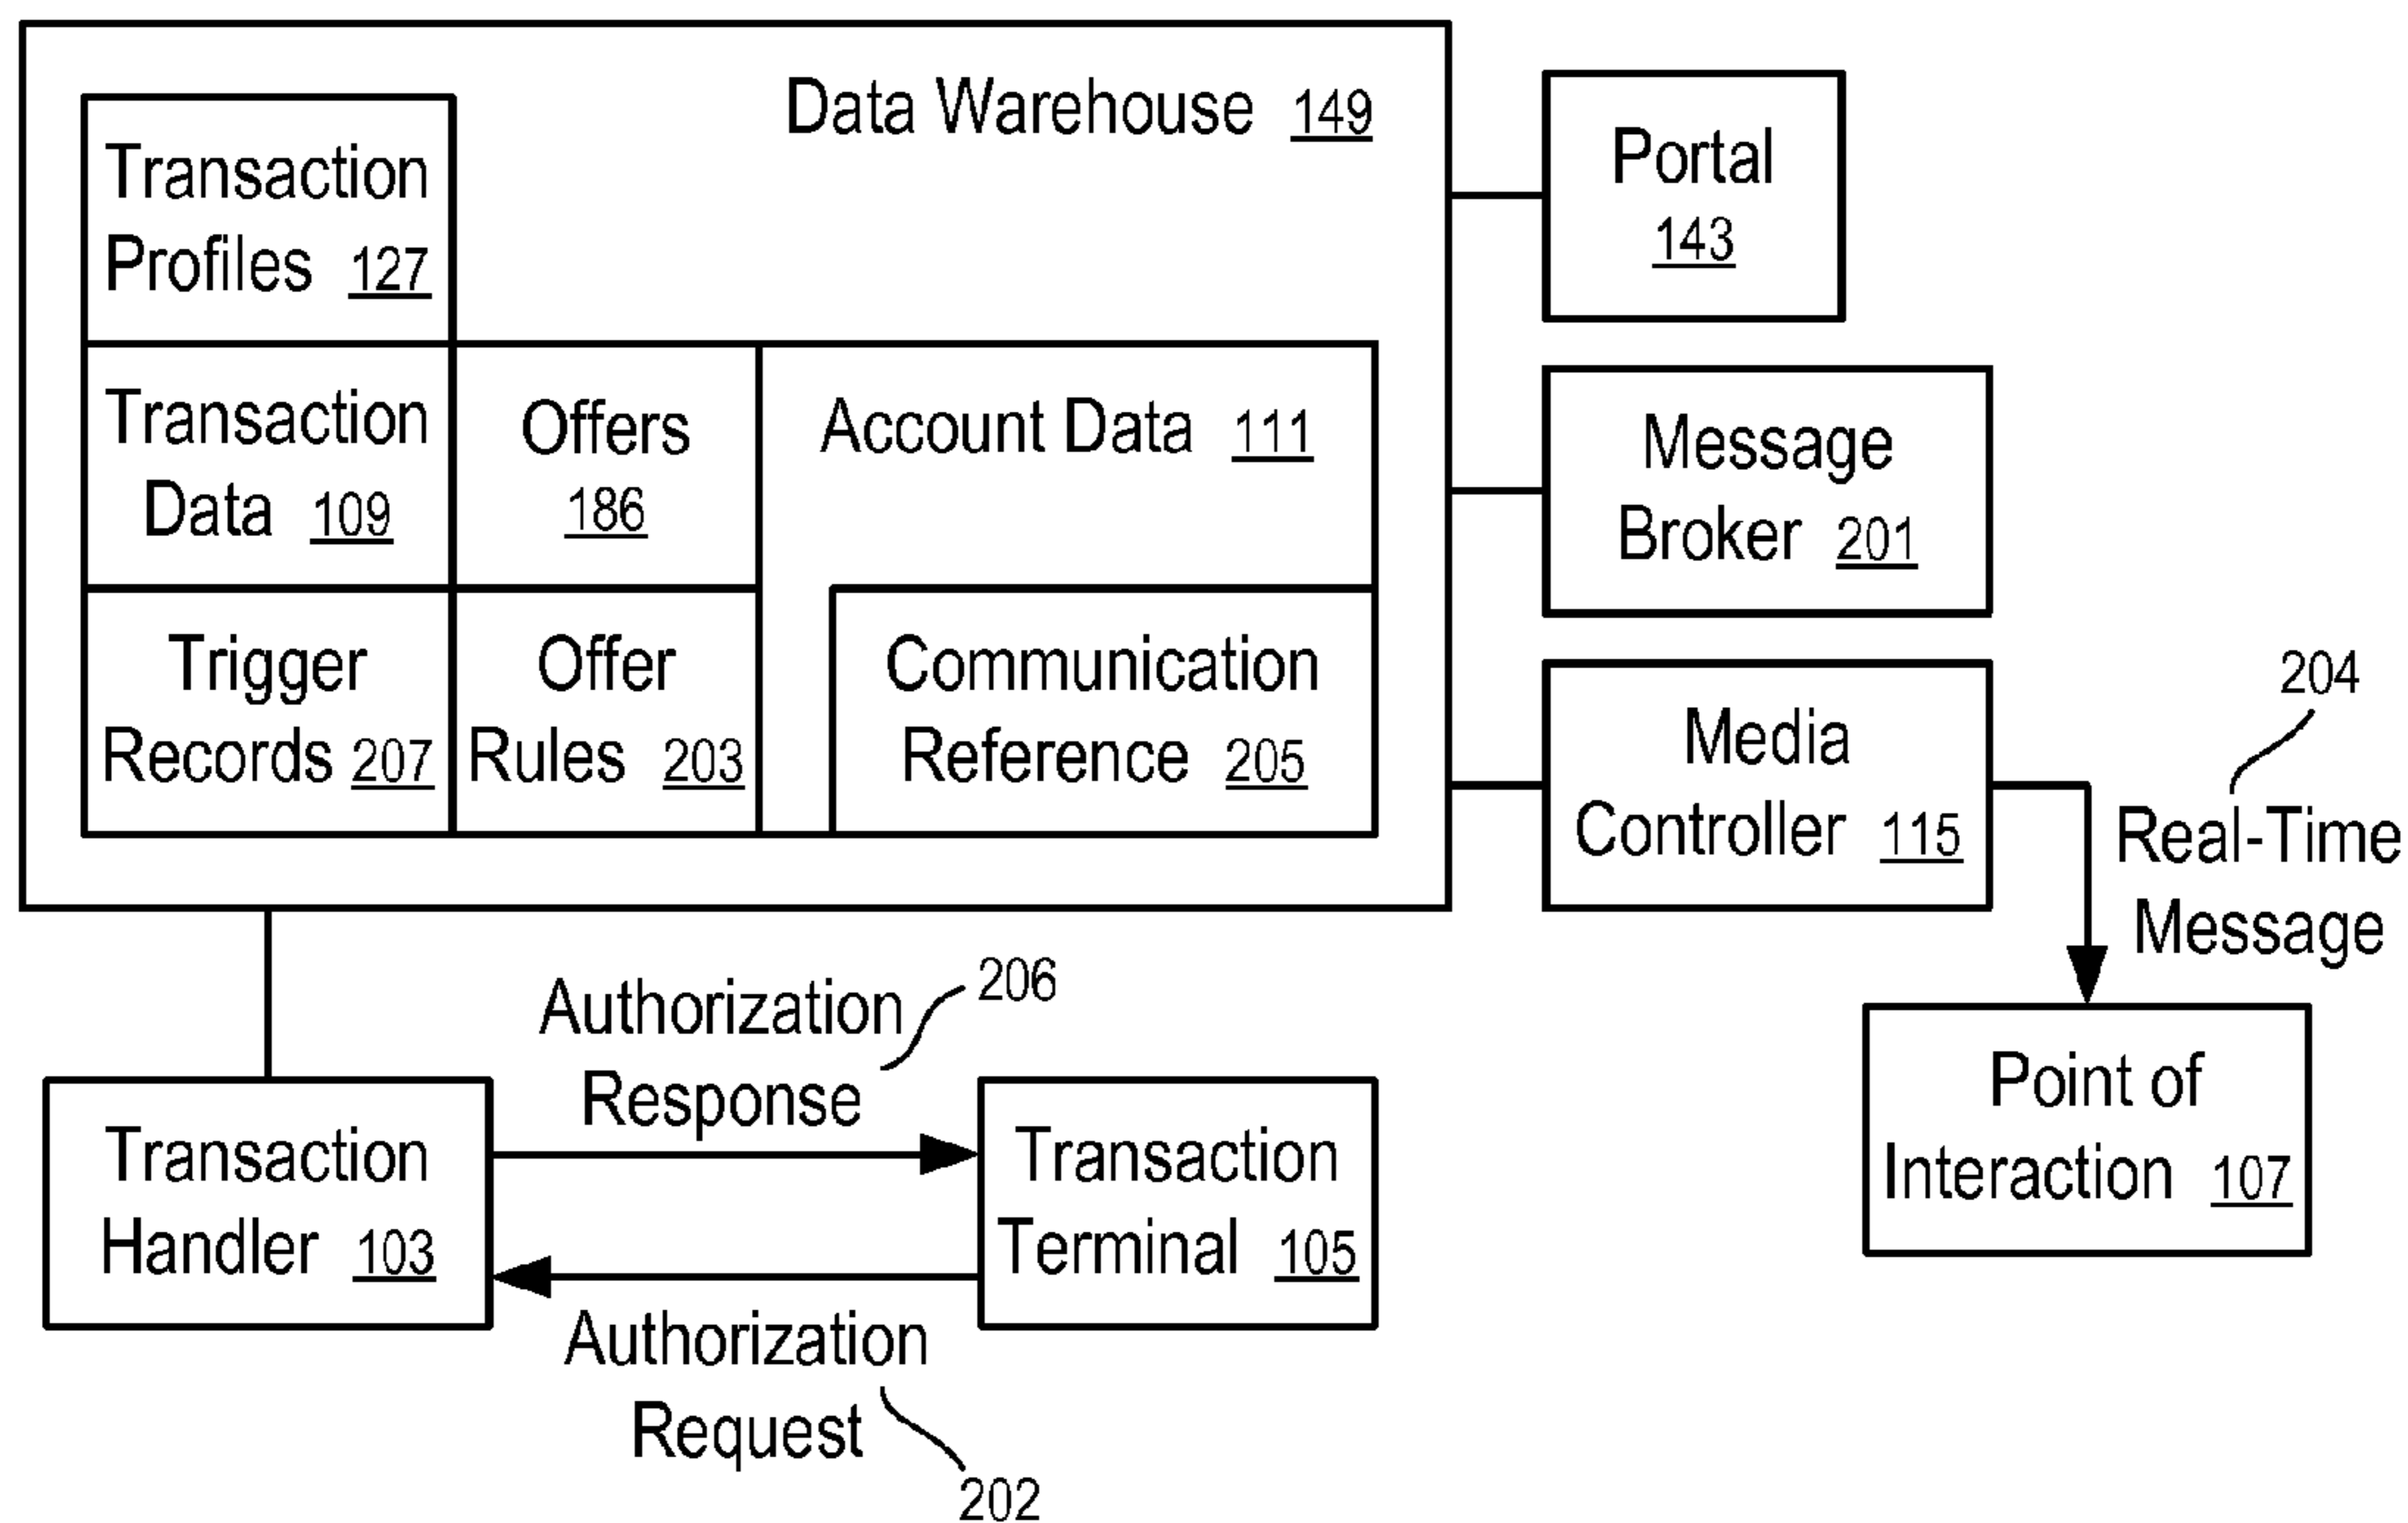 Data Warehouse 149
Transaction
Profiles 127
Transaction
Data 109
Offers
186
Account Data 111
Trigger
Records 207
Offer
Rules 203
Communication
Reference 205
Portal
143
Message
Broker 201
Media
Controller 115
204
Real-Time
Message
Point of
Interaction 107
Authorization
Response
206
Transaction
Handler 103
Transaction
Terminal 105
Authorization
Request
202